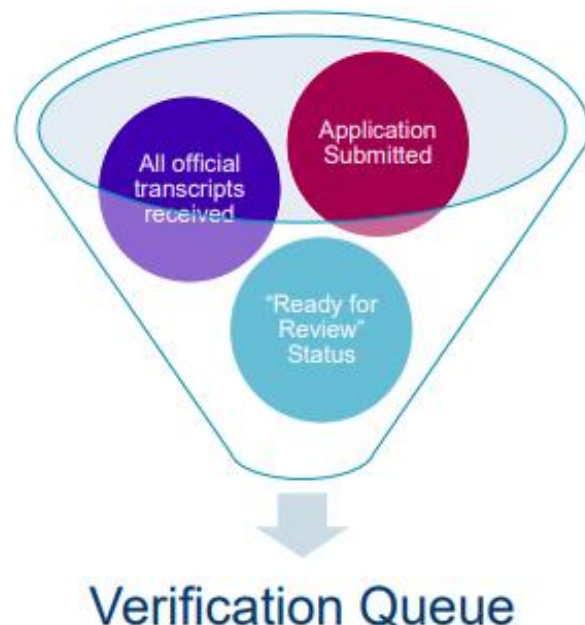 All official
transcripts
received
Application
Submitted
"Ready for
Review"
Status
Verification Queue